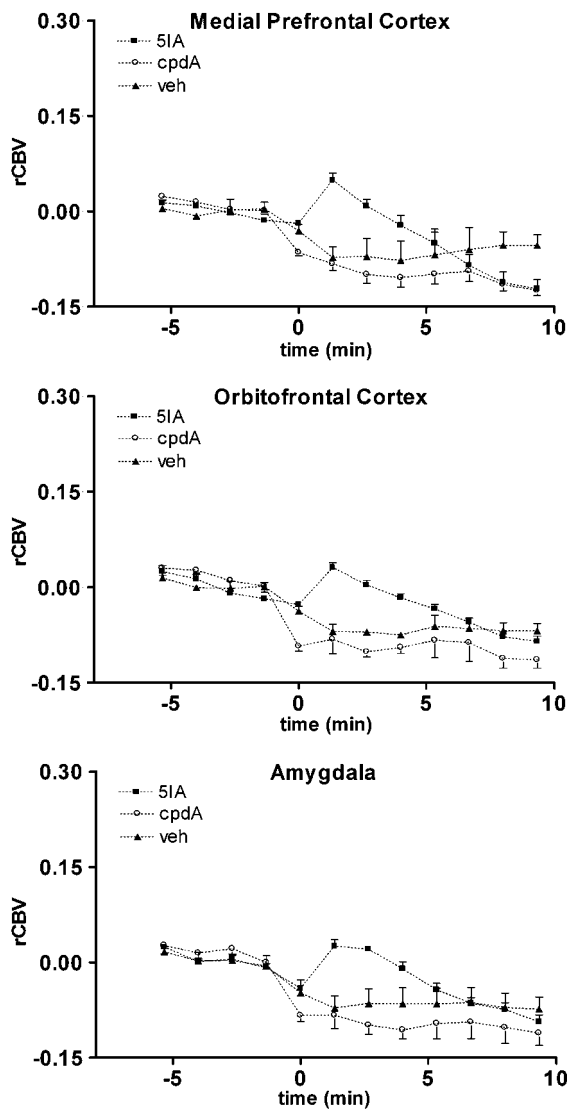 Medial Prefrontal Cortex
0.30
5IA
cpdA
veh
0.15
rCBV
0.00
-0.15
-5
0
5
10
time (min)
Orbitofrontal Cortex
0.30
5IA
cpdA
veh
0.15
rCBV
0.00
-0.15
-5
0
5
10
time (min)
Amygdala
0.30
5IA
cpdA
veh
0.15
rCBV
0.00
-0.15
-5
0
5
10
time (min)